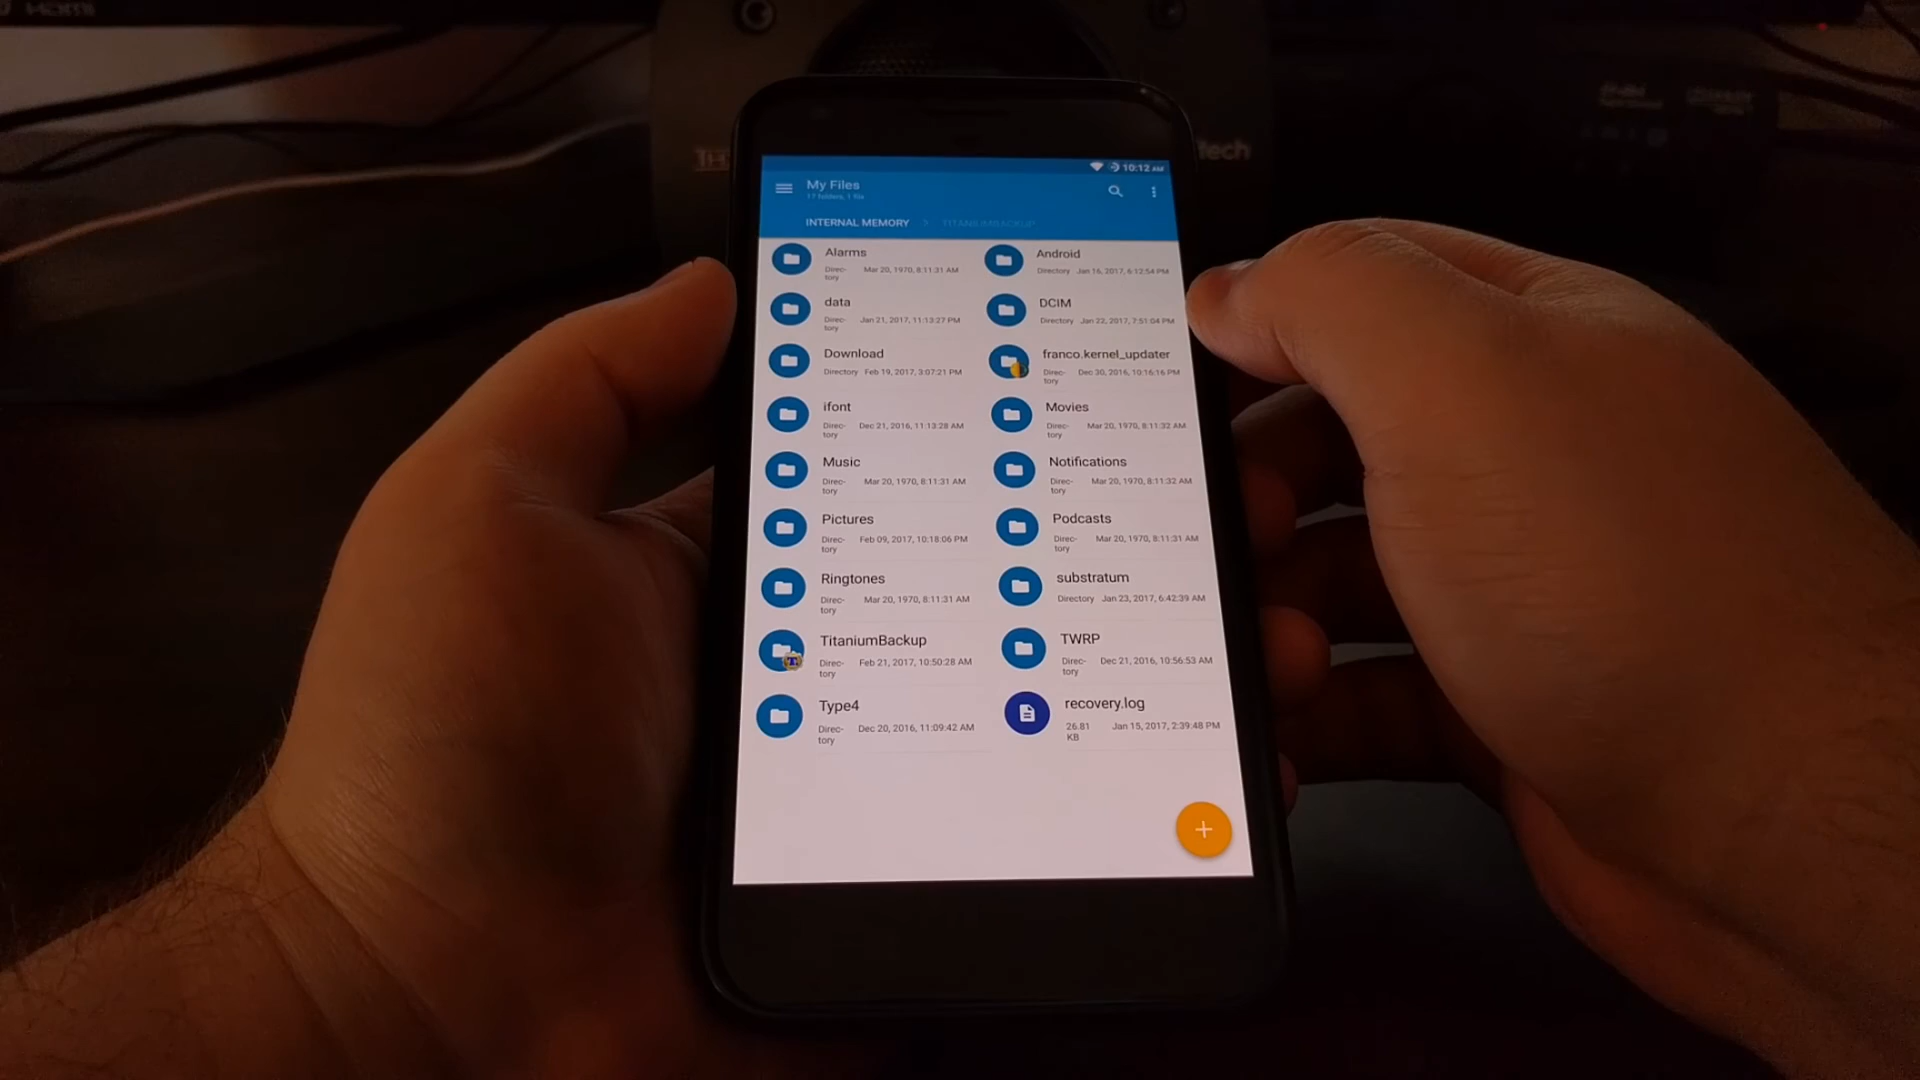 HDMI
10:12 AM
My Files
17 folders, 1 file
INTERNAL MEMORY > TITANIUMBACKUP
Alarms
Direc-
tory
Mar 20, 1970, 8:11:31 AM
Android
Directory Jan 16, 2017, 6:12:54 PM
data
Direc-
tory
Jan 21, 2017, 11:13:27 PM
DCIM
Directory Jan 22, 2017, 7:51:04 PM
Download
Directory Feb 19, 2017, 3:07:21 PM
franco.kernel_updater
Direc-
tory
Dec 30, 2016, 10:16:16 PM
ifont
Direc-
tory
Dec 21, 2016, 11:13:28 AM
Movies
Direc-
tory
Mar 20, 1970, 8:11:32 AM
Music
Direc-
tory
Mar 20, 1970, 8:11:31 AM
Notifications
Direc-
tory
Mar 20, 1970, 8:11:32 AM
Pictures
Direc-
tory
Feb 09, 2017, 10:18:06 PM
Podcasts
Direc-
tory
Mar 20, 1970, 8:11:31 AM
Ringtones
Direc-
tory
Mar 20, 1970, 8:11:31 AM
substratum
Directory Jan 23, 2017, 6:42:39 AM
TitaniumBackup
Direc-
tory
Feb 21, 2017, 10:50:28 AM
TWRP
Direc-
tory
Dec 21, 2016, 10:56:53 AM
Type4
Direc-
tory
Dec 20, 2016, 11:09:42 AM
recovery.log
26.81
KB
Jan 15, 2017, 2:39:48 PM